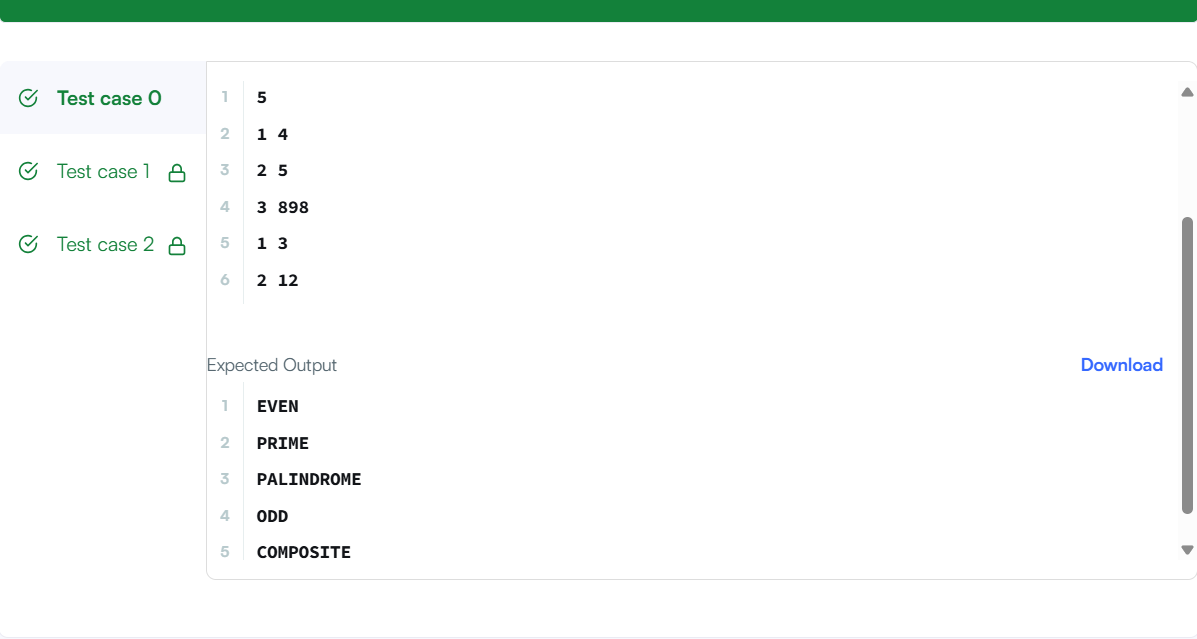 Test case 0
Test case 1
Test case 2
1 5
2 1 4
3 2 5
4 3 898
5 1 3
6 2 12
Expected Output
Download
1 EVEN
2 PRIME
3 PALINDROME
4 ODD
5 COMPOSITE